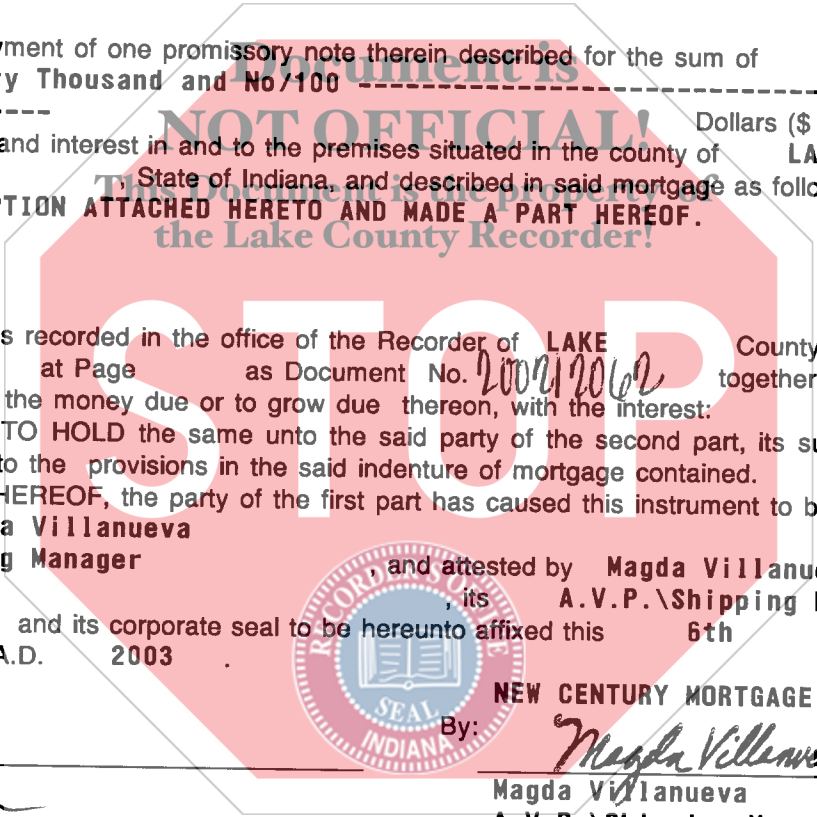 yment of one promissory note therein described for the sum of
y Thousand and No/100 --------------------------------------------
----
Document is
NOT OFFICIAL!
Dollars ($
and interest in and to the premises situated in the county of LA
, State of Indiana, and described in said mortgage as follo
This Document is the property of
TION ATTACHED HERETO AND MADE A PART HEREOF.
the Lake County Recorder!
STOP
s recorded in the office of the Recorder of LAKE County
at Page as Document No. together
the money due or to grow due thereon, with the interest:
TO HOLD the same unto the said party of the second part, its su
to the provisions in the said indenture of mortgage contained.
HEREOF, the party of the first part has caused this instrument to b
a Villanueva
g Manager
, and attested by Magda Villanu
, its A.V.P.\Shipping
and its corporate seal to be hereunto affixed this 6th
A.D. 2003 .
RECORDER'S OFFICE
SEAL
INDIANA
NEW CENTURY MORTGAGE
By: Magda Villanue
Magda Villanueva